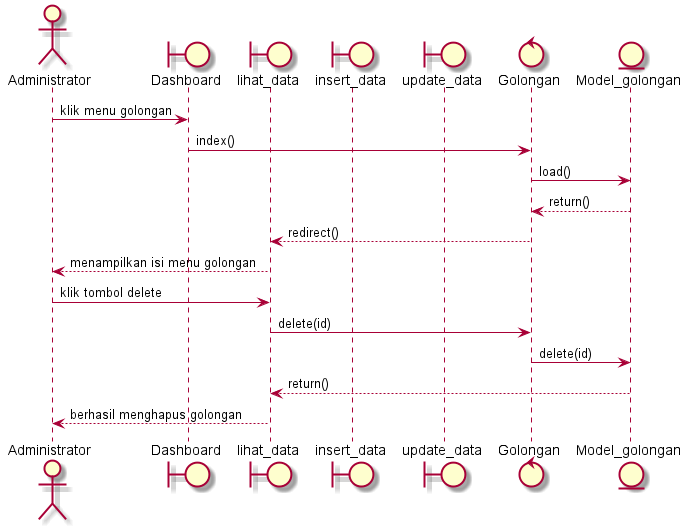 Administrator Dashboard lihat_data insert_data update_data Golongan Model_golongan
klik menu golongan
index()
load()
return()
redirect()
menampilkan isi menu golongan
klik tombol delete
delete(id)
delete(id)
return()
berhasil menghapus golongan
Administrator Dashboard lihat_data insert_data update_data Golongan Model_golongan